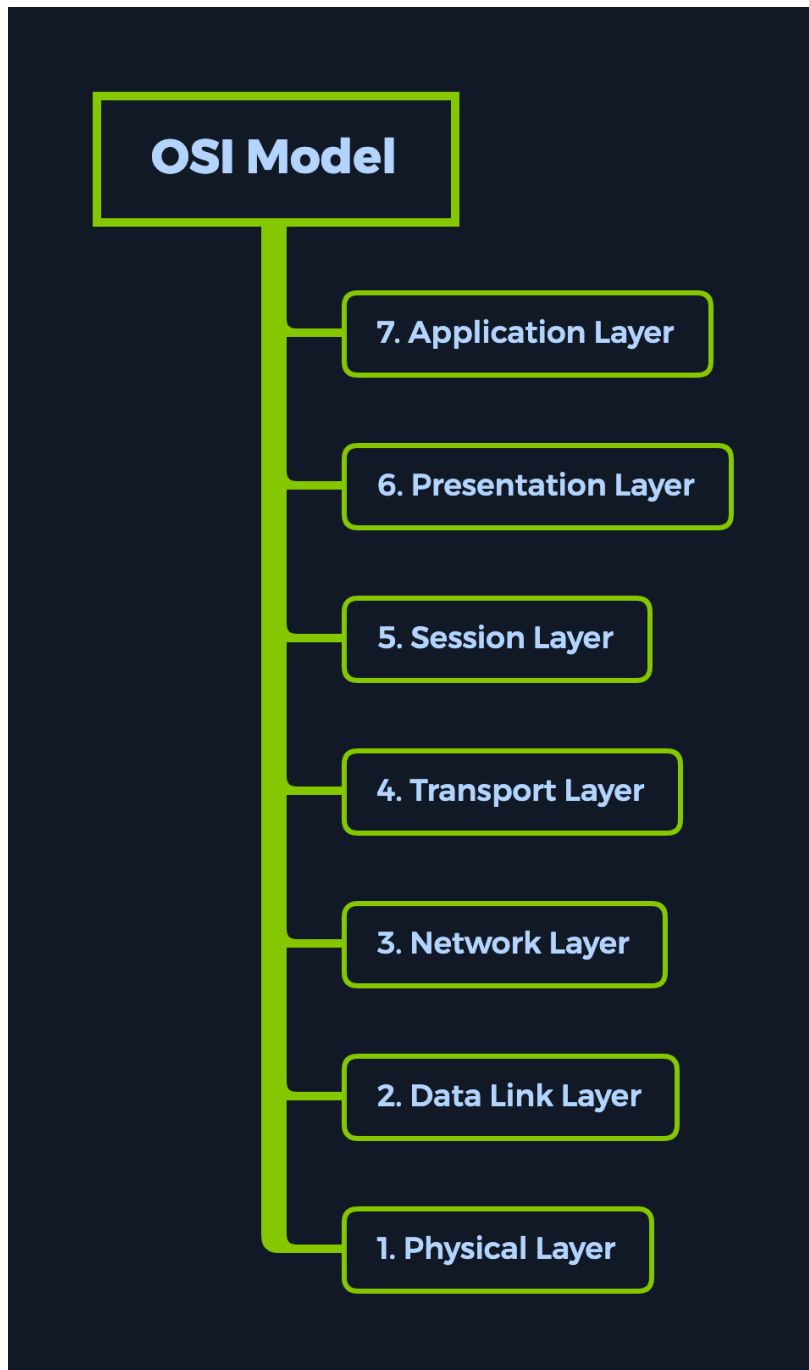 OSI Model
7. Application Layer
6. Presentation Layer
5. Session Layer
4. Transport Layer
3. Network Layer
2. Data Link Layer
1. Physical Layer